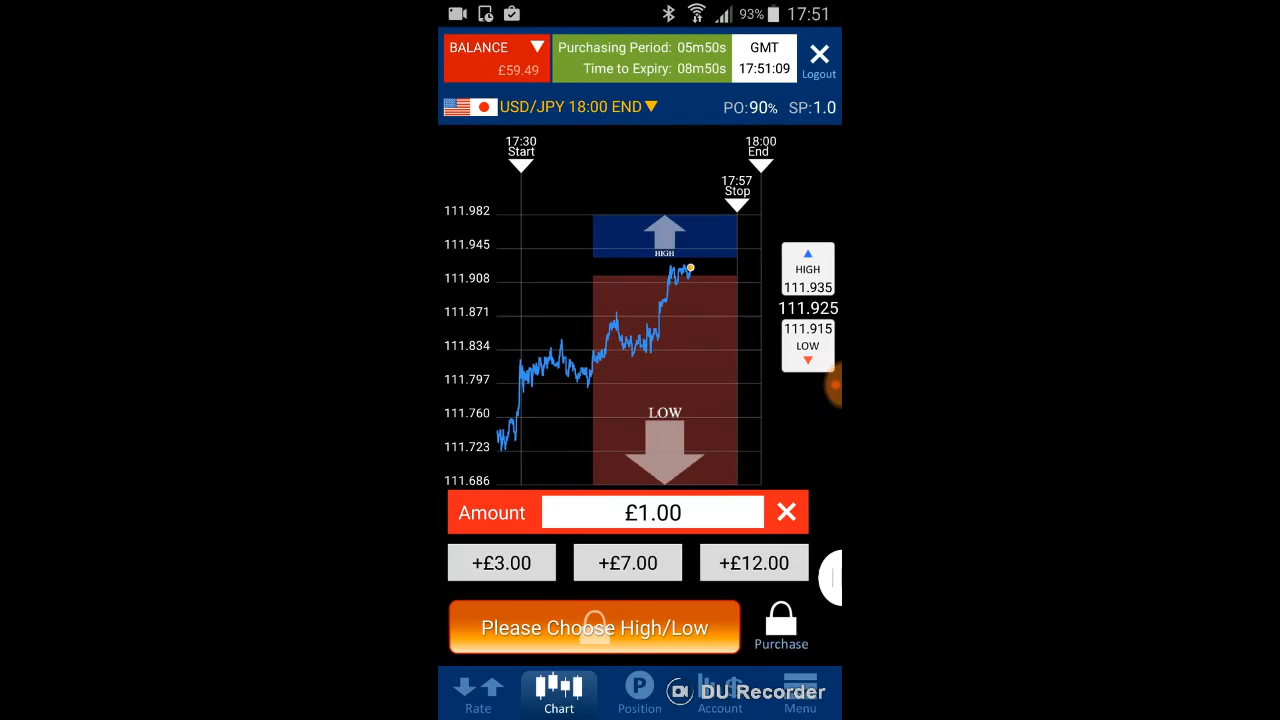 93% 17:51
BALANCE
£59.49
Purchasing Period: 05m50s
Time to Expiry: 08m50s
GMT
17:51:09
Logout
USD/JPY 18:00 END
PO:90% SP:1.0
17:30
Start
18:00
End
17:57
Stop
111.982
111.945
111.908
111.871
111.834
111.797
111.760
111.723
111.686
HIGH
LOW
HIGH
111.935
111.925
111.915
LOW
Amount £1.00
+£3.00 +£7.00 +£12.00
Please Choose High/Low
Purchase
Rate Chart Position Account Menu
DU Recorder